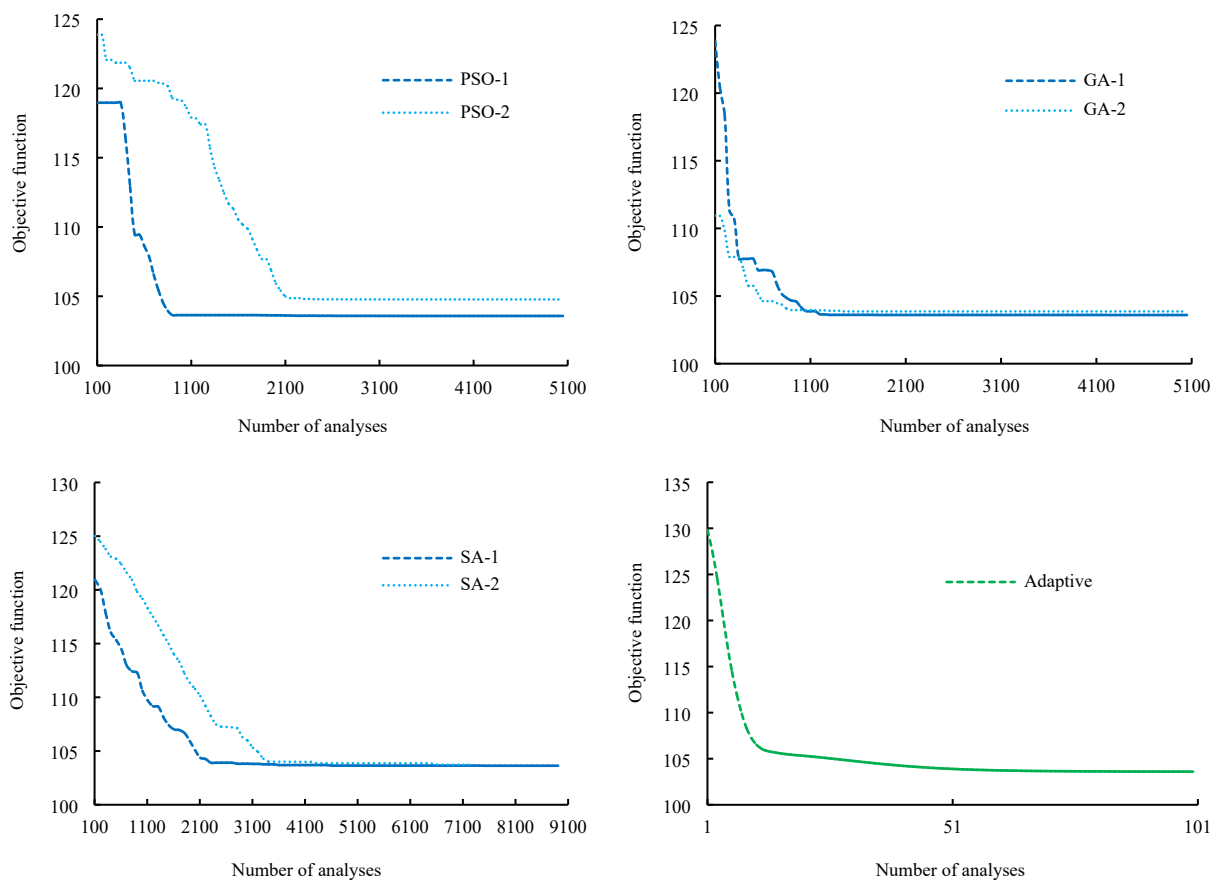 125
120
115
110
105
100
Objective function
PSO-1
PSO-2
100 1100 2100 3100 4100 5100
Number of analyses
125
120
115
110
105
100
Objective function
GA-1
GA-2
100 1100 2100 3100 4100 5100
Number of analyses
130
125
120
115
110
105
100
Objective function
SA-1
SA-2
100 1100 2100 3100 4100 5100 6100 7100 8100 9100
Number of analyses
135
130
125
120
115
110
105
100
Objective function
Adaptive
1 51 101
Number of analyses